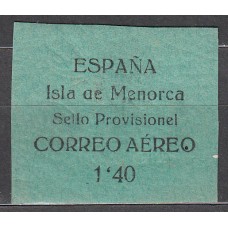 ESPAÑA
Isla de Menorca
Sello Provisionel
CORREO AÉREO
1'40